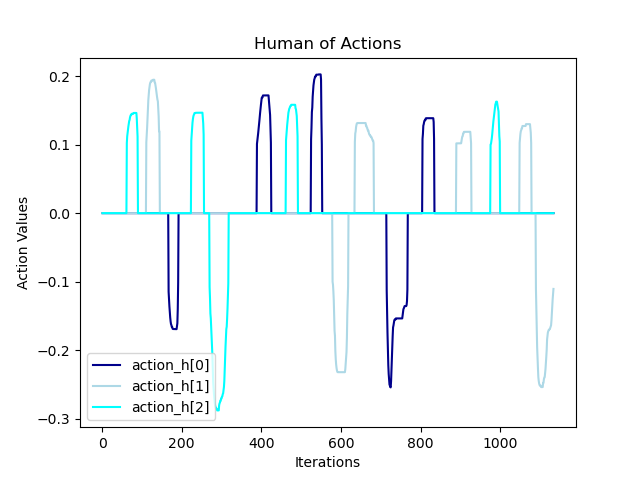 Human of Actions
Action Values
0.2
0.1
0.0
−0.1
−0.2
−0.3
action_h[0]
action_h[1]
action_h[2]
0 200 400 600 800 1000
Iterations